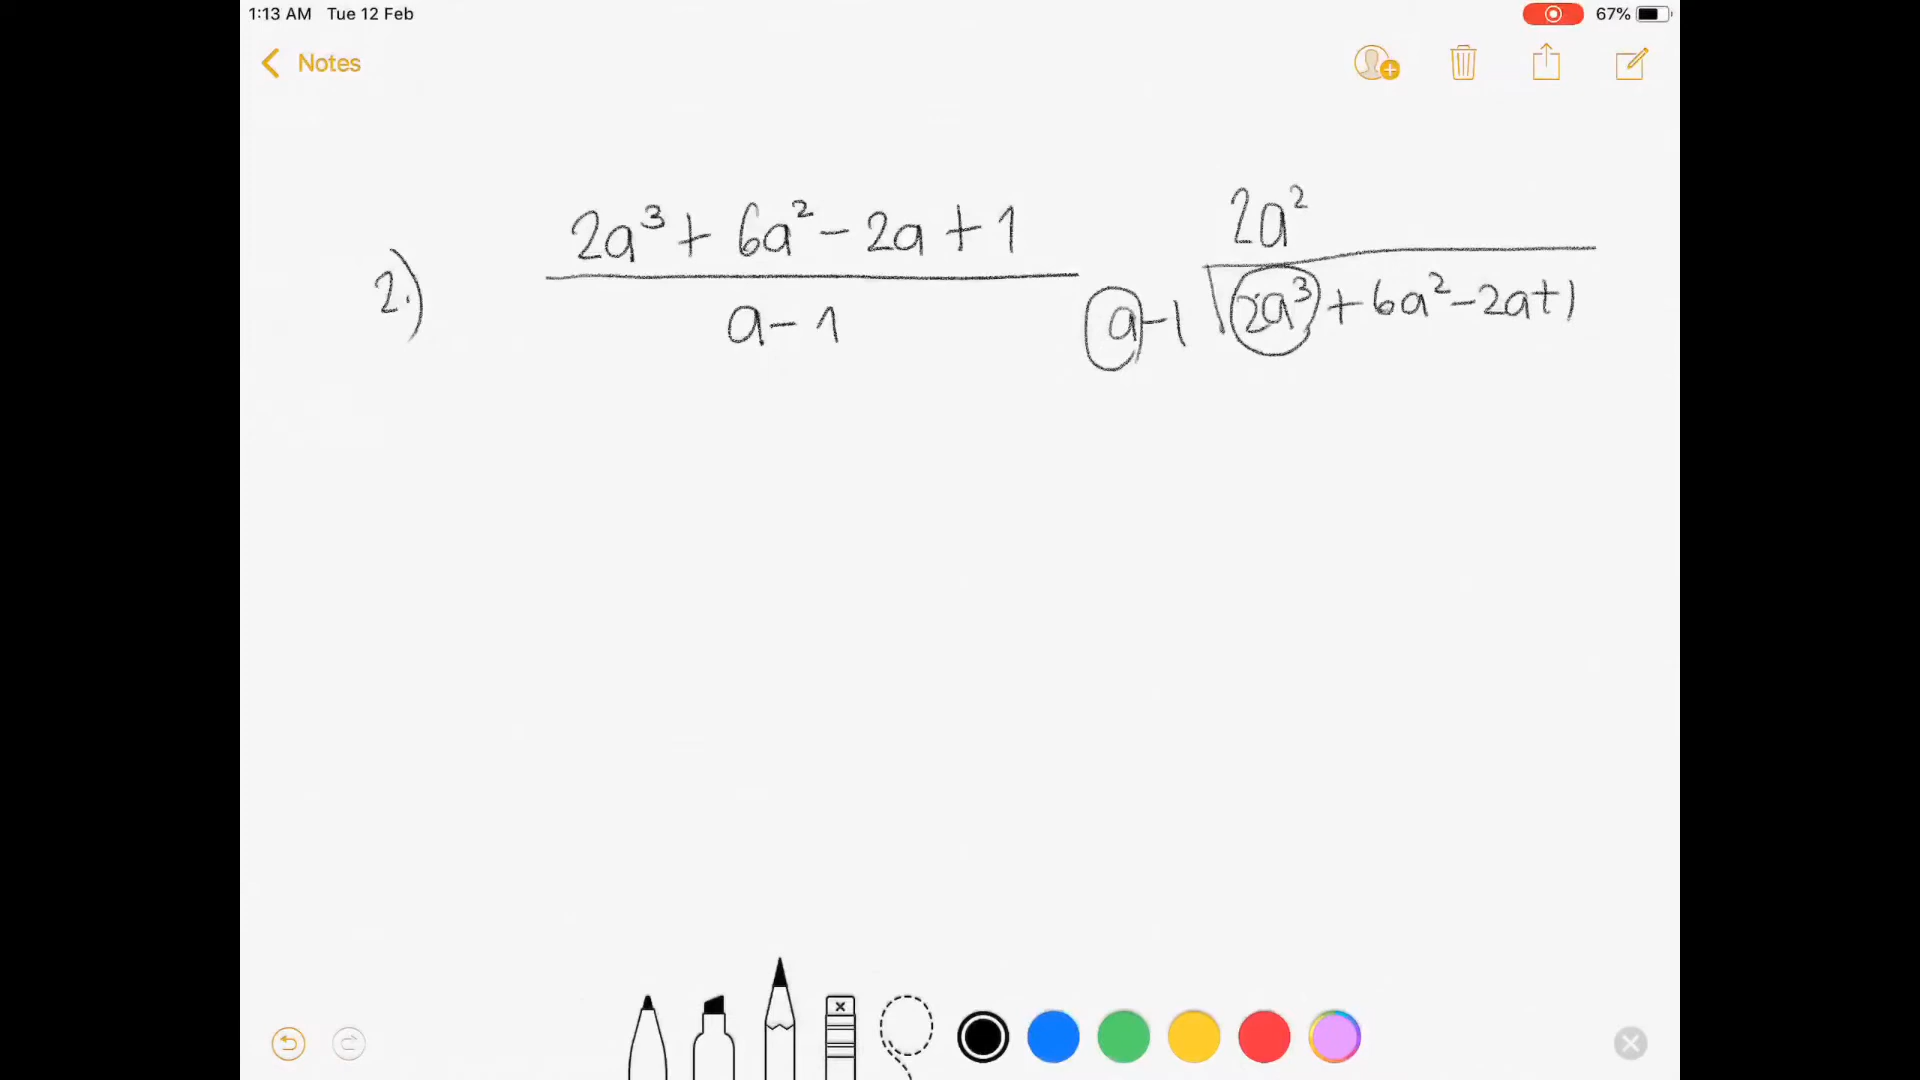 1:13 AM Tue 12 Feb 67%
Notes
2.) 2a³ + 6a² - 2a + 1
a - 1
2a²
a - 1 2a³ + 6a² - 2a + 1